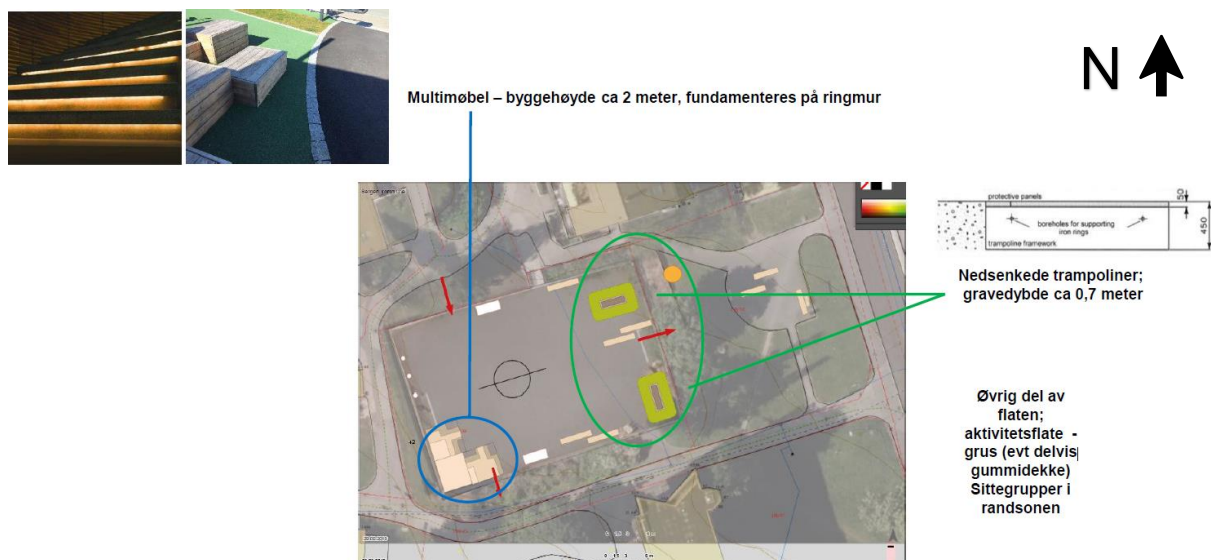 N
Multimøbel – byggehøyde ca 2 meter, fundamenteres på ringmur
protective panels
boreholes for supporting
iron rings
trampoline framework
50
450
Nedsenkede trampoliner;
gravedybde ca 0,7 meter
+2
Øvrig del av
flaten;
aktivitetsflate -
grus (evt delvis
gummidekke)
Sittegrupper i
randsonen